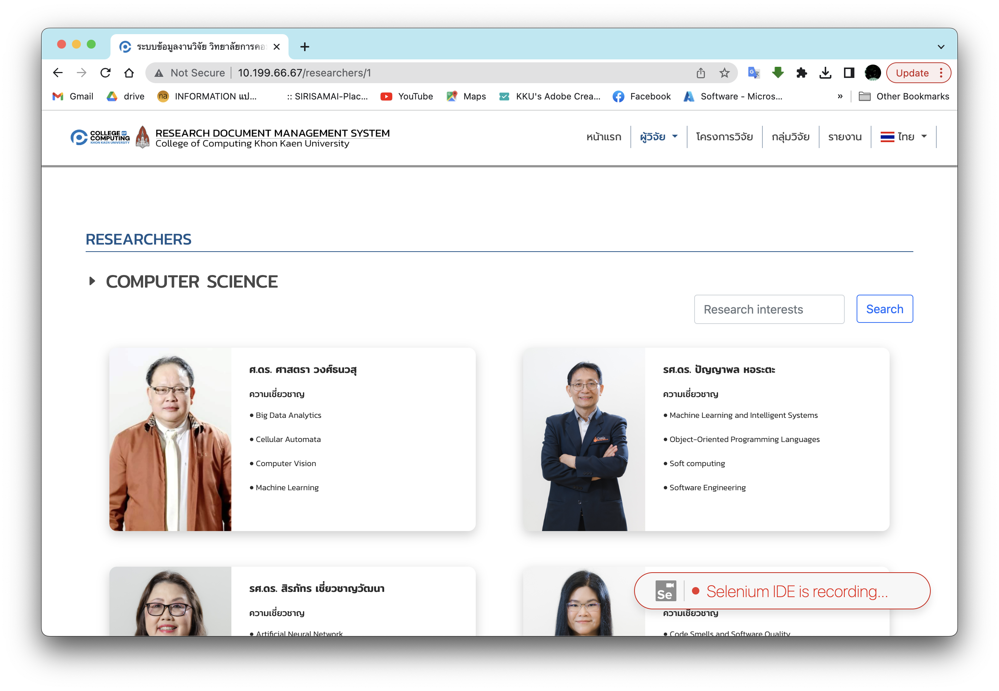 ระบบข้อมูลงานวิจัย วิทยาลัยการคอ
Not Secure 10.199.66.67/researchers/1
Update
Gmail drive กa INFORMATION แป... :: SIRISAMAI-Plac... YouTube Maps KKU's Adobe Crea... Facebook Software - Micros... » Other Bookmarks
COLLEGE OF COMPUTING
KHON KAEN UNIVERSITY
RESEARCH DOCUMENT MANAGEMENT SYSTEM
College of Computing Khon Kaen University
หน้าแรก ผู้วิจัย โครงการวิจัย กลุ่มวิจัย รายงาน ไทย
RESEARCHERS
COMPUTER SCIENCE
Research interests Search
ศ.ดร. ศาสตรา วงศ์ธนวสุ
ความเชี่ยวชาญ
• Big Data Analytics
• Cellular Automata
• Computer Vision
• Machine Learning
รศ.ดร. ปัญญาพล หอระตะ
ความเชี่ยวชาญ
• Machine Learning and Intelligent Systems
• Object-Oriented Programming Languages
• Soft computing
• Software Engineering
รศ.ดร. สิรภัทร เชี่ยวชาญวัฒนา
ความเชี่ยวชาญ
• Artificial Neural Network
Se Selenium IDE is recording...
ความเชี่ยวชาญ
• Code Smells and Software Quality